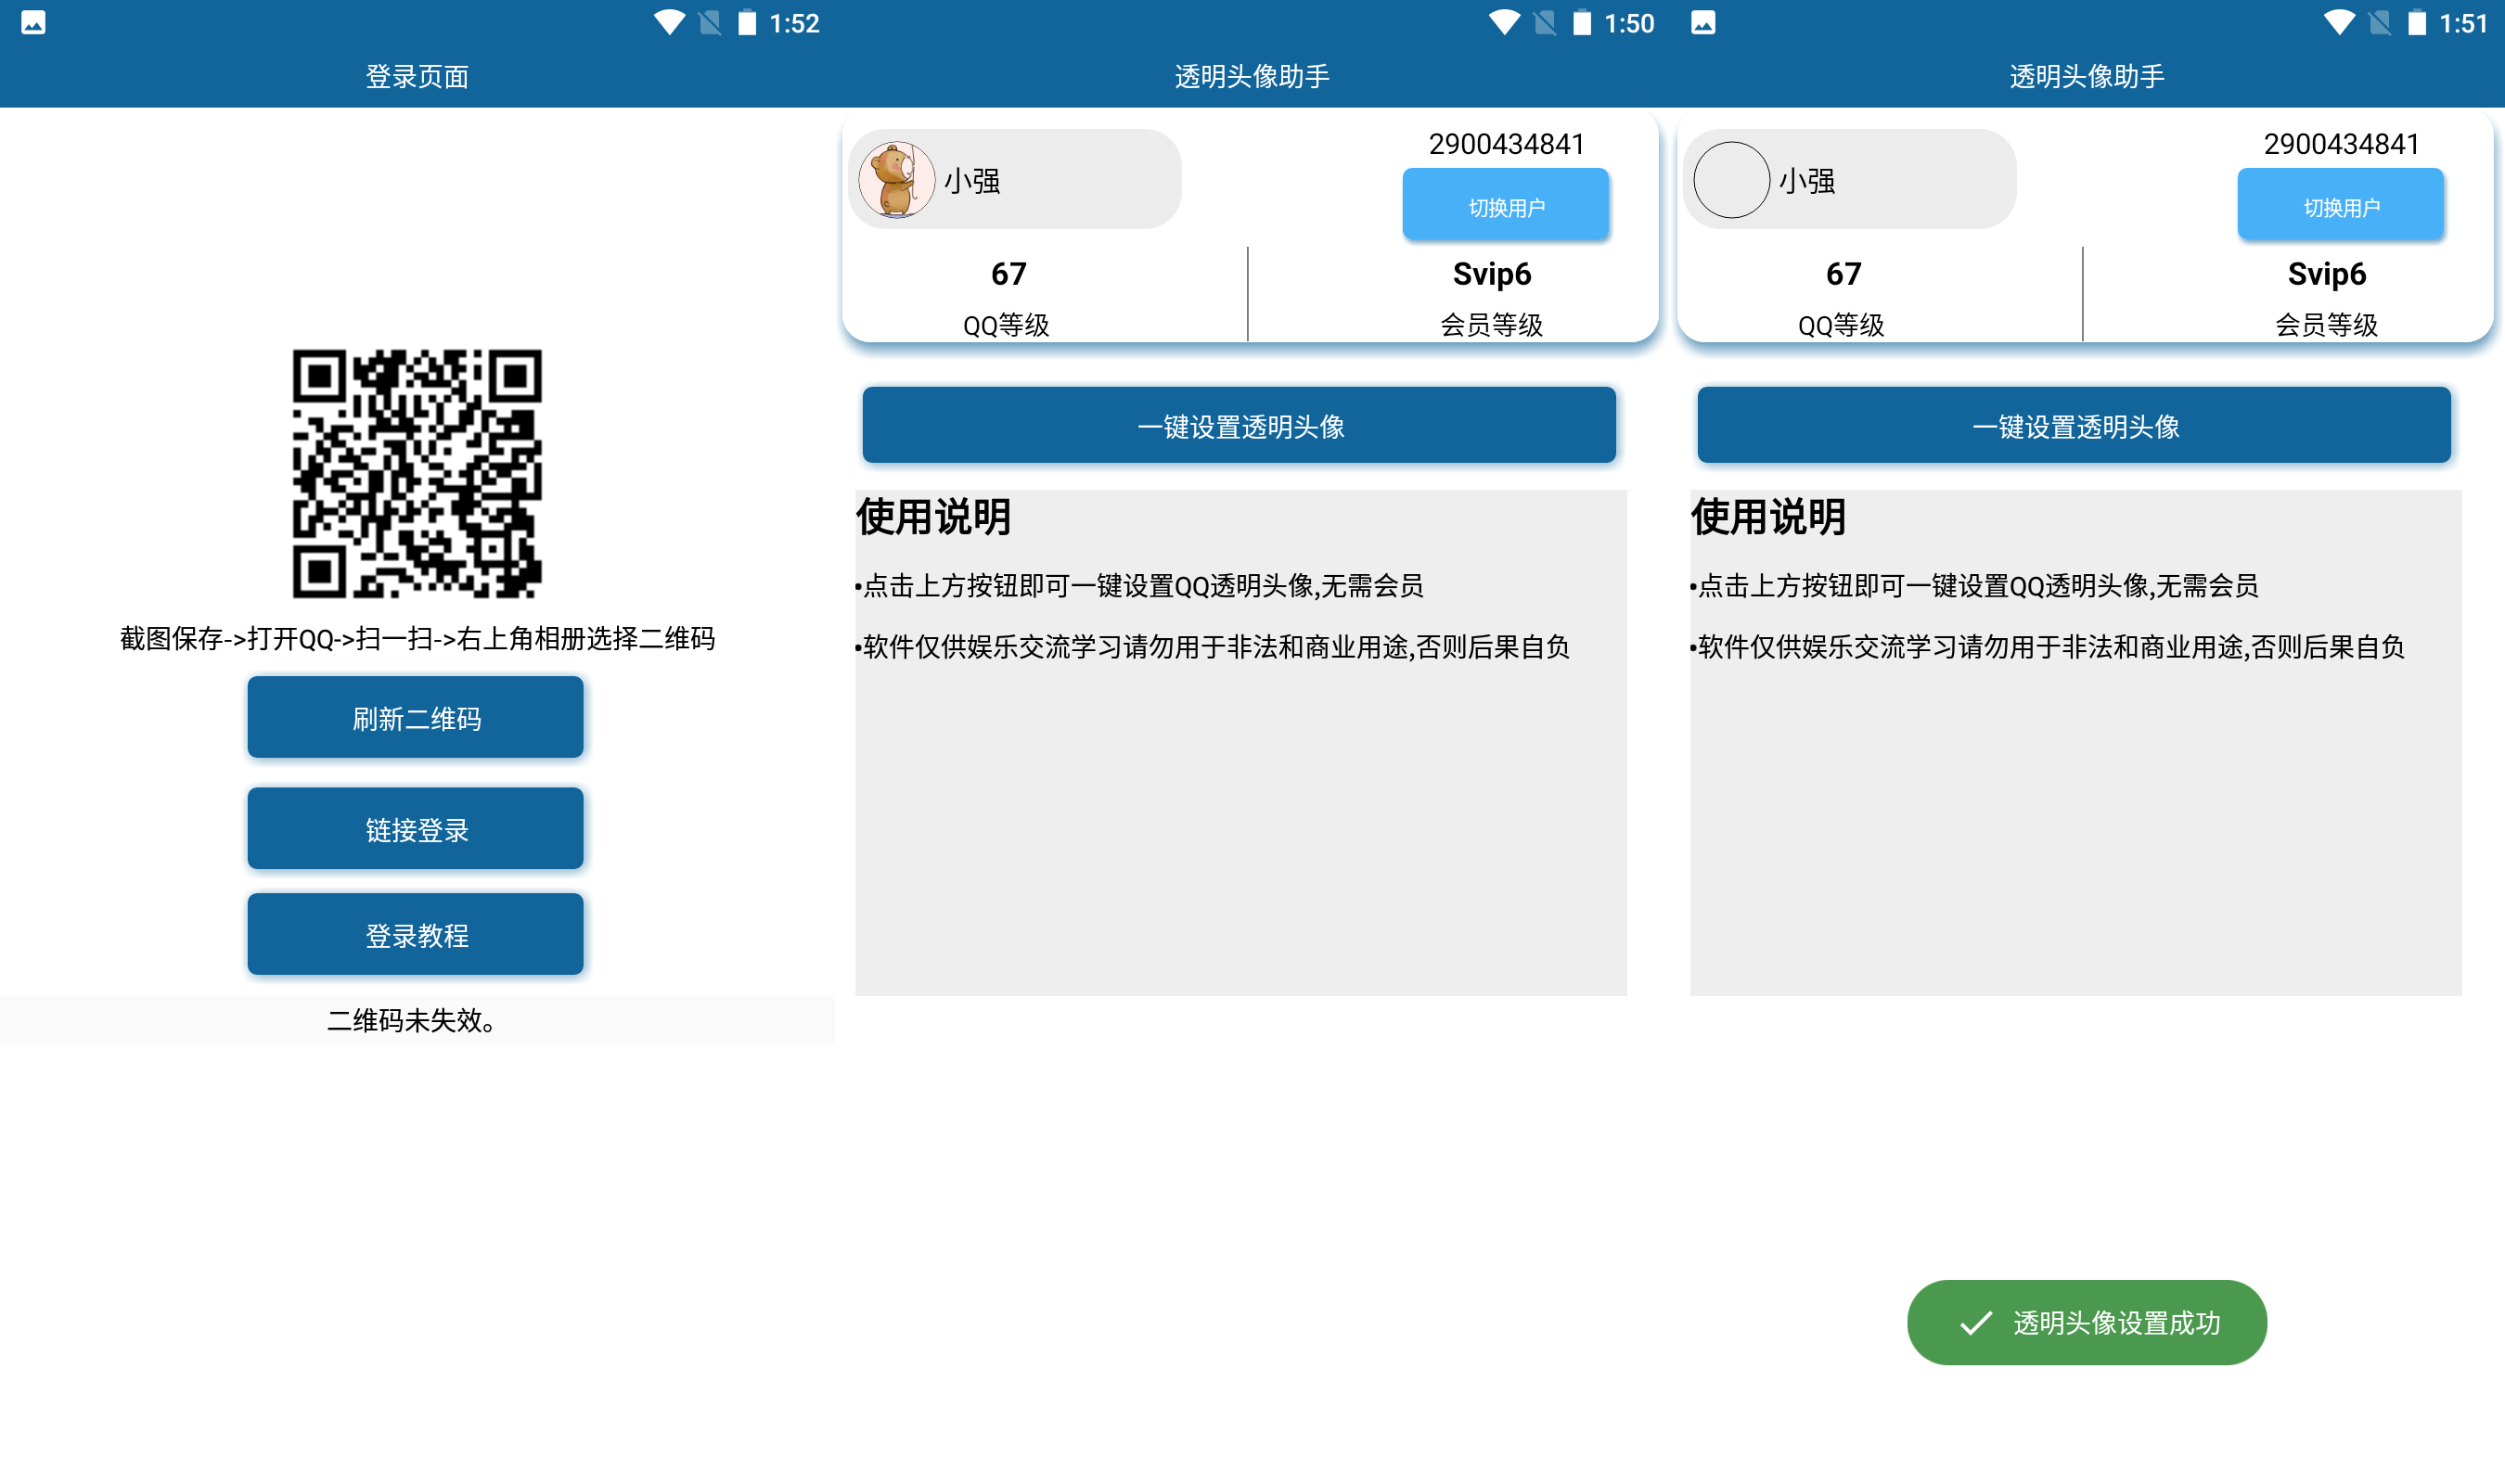 1:52
登录页面
截图保存->打开QQ->扫一扫->右上角相册选择二维码
刷新二维码
链接登录
登录教程
二维码未失效。
1:50
透明头像助手
小强
2900434841
切换用户
67
Svip6
QQ等级
会员等级
一键设置透明头像
使用说明
•点击上方按钮即可一键设置QQ透明头像,无需会员
•软件仅供娱乐交流学习请勿用于非法和商业用途,否则后果自负
1:51
透明头像助手
小强
2900434841
切换用户
67
Svip6
QQ等级
会员等级
一键设置透明头像
使用说明
•点击上方按钮即可一键设置QQ透明头像,无需会员
•软件仅供娱乐交流学习请勿用于非法和商业用途,否则后果自负
透明头像设置成功